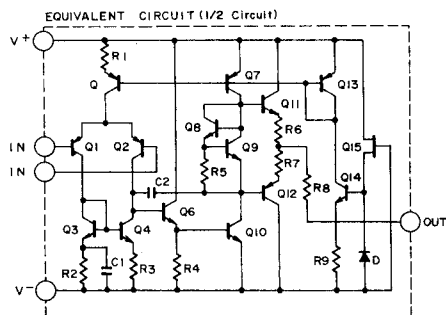 EQUIVALENT CIRCUIT (1/2 Circuit)
V+
R1
Q
Q7
Q13
Q11
Q8
R6
Q15
IN
Q1
Q2
Q9
R7
Q14
IN
C2
R5
Q12
R8
Q3
Q4
Q6
Q10
OUT
R2
C1
R3
R4
R9
D
V-